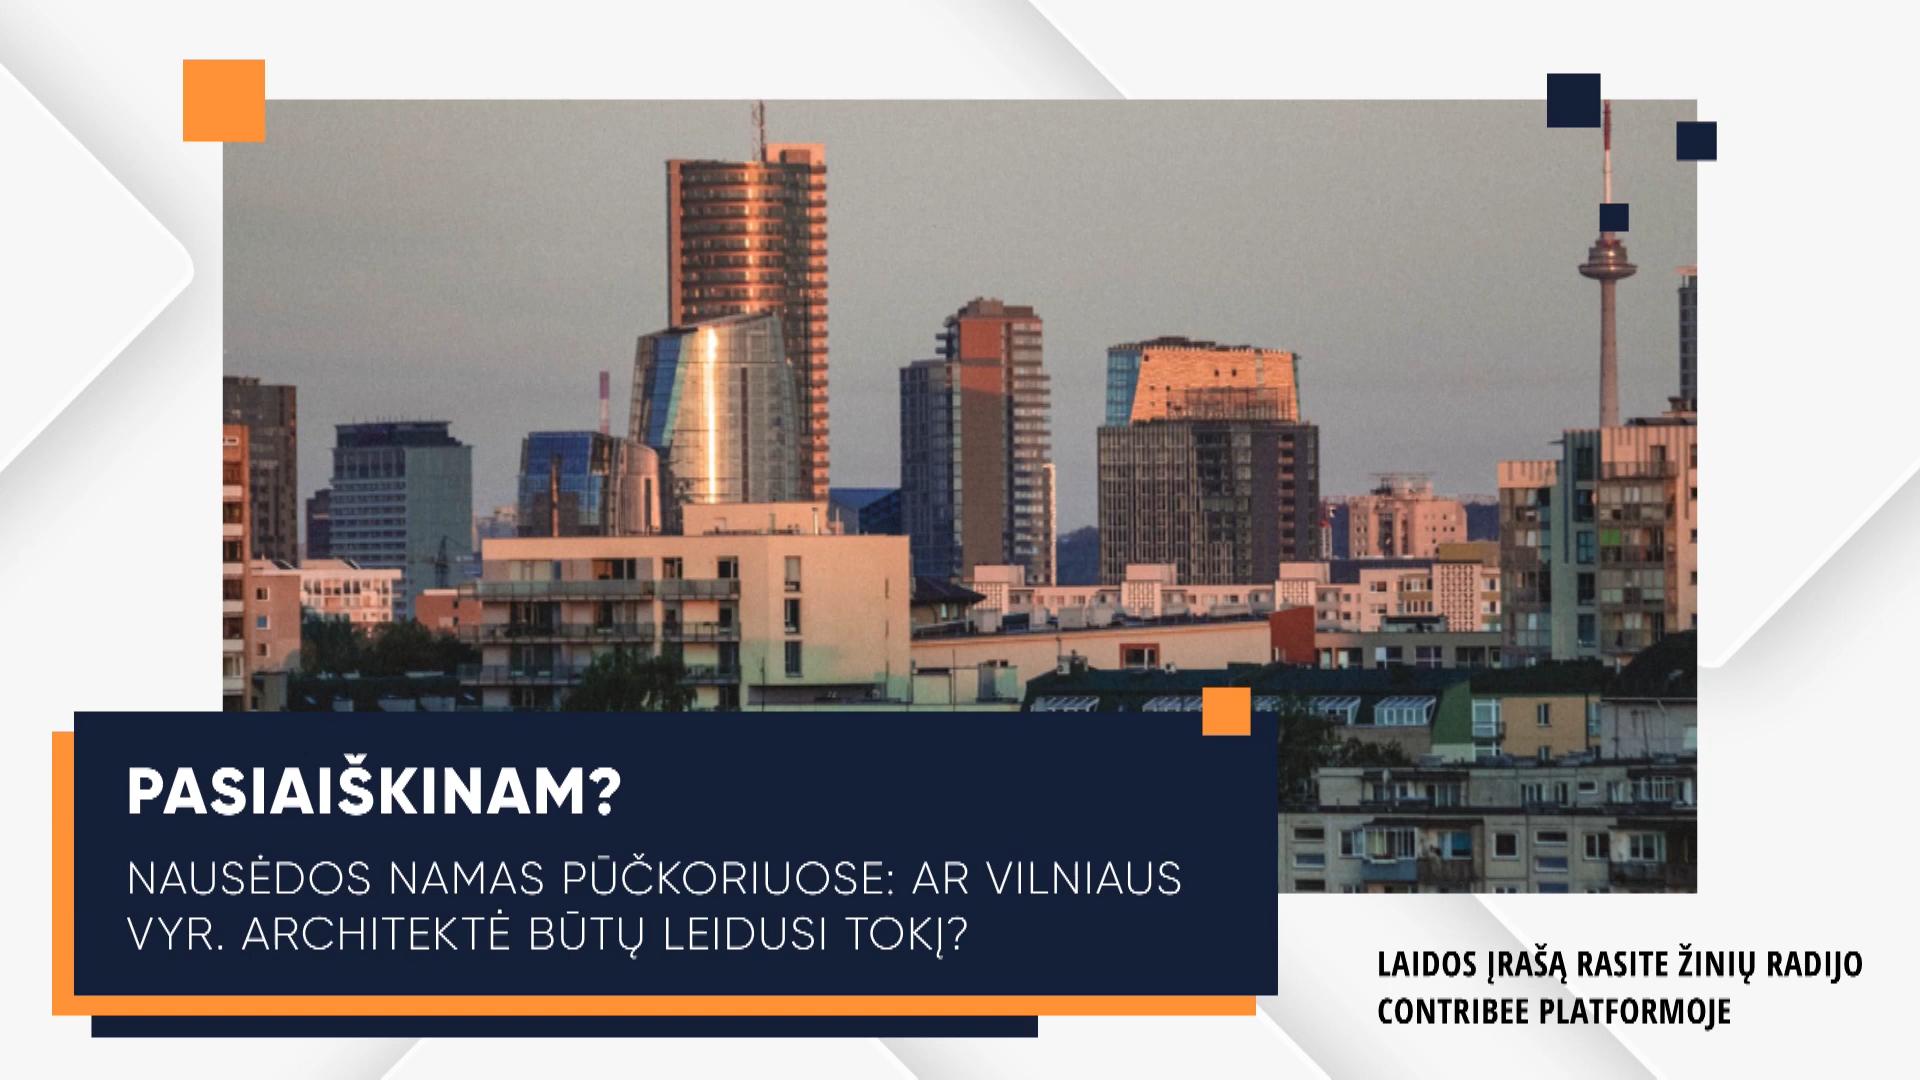 PASIAIŠKINAM?
NAUSĖDOS NAMAS PŪČKORIUOSE: AR VILNIAUS
VYR. ARCHITEKTĖ BŪTŲ LEIDUSI TOKĮ?
LAIDOS ĮRAŠĄ RASITE ŽINIŲ RADIJO
CONTRIBEE PLATFORMOJE